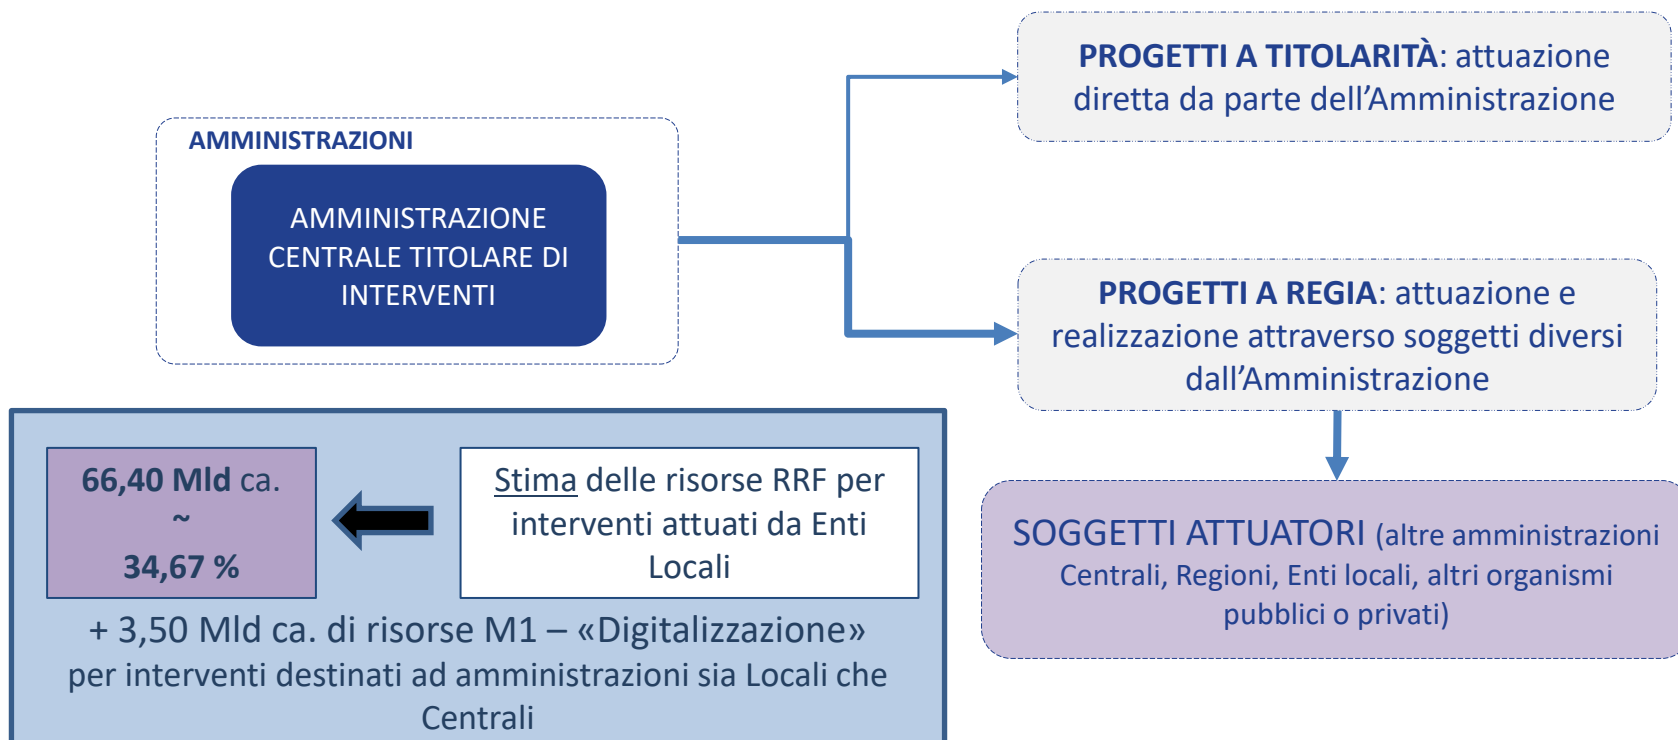 PROGETTI A TITOLARITÀ: attuazione
diretta da parte dell’Amministrazione
AMMINISTRAZIONI
AMMINISTRAZIONE
CENTRALE TITOLARE DI
INTERVENTI
PROGETTI A REGIA: attuazione e
realizzazione attraverso soggetti diversi
dall’Amministrazione
66,40 Mld ca.
~
34,67 %
Stima delle risorse RRF per
interventi attuati da Enti
Locali
+ 3,50 Mld ca. di risorse M1 – «Digitalizzazione»
per interventi destinati ad amministrazioni sia Locali che
Centrali
SOGGETTI ATTUATORI (altre amministrazioni
Centrali, Regioni, Enti locali, altri organismi
pubblici o privati)